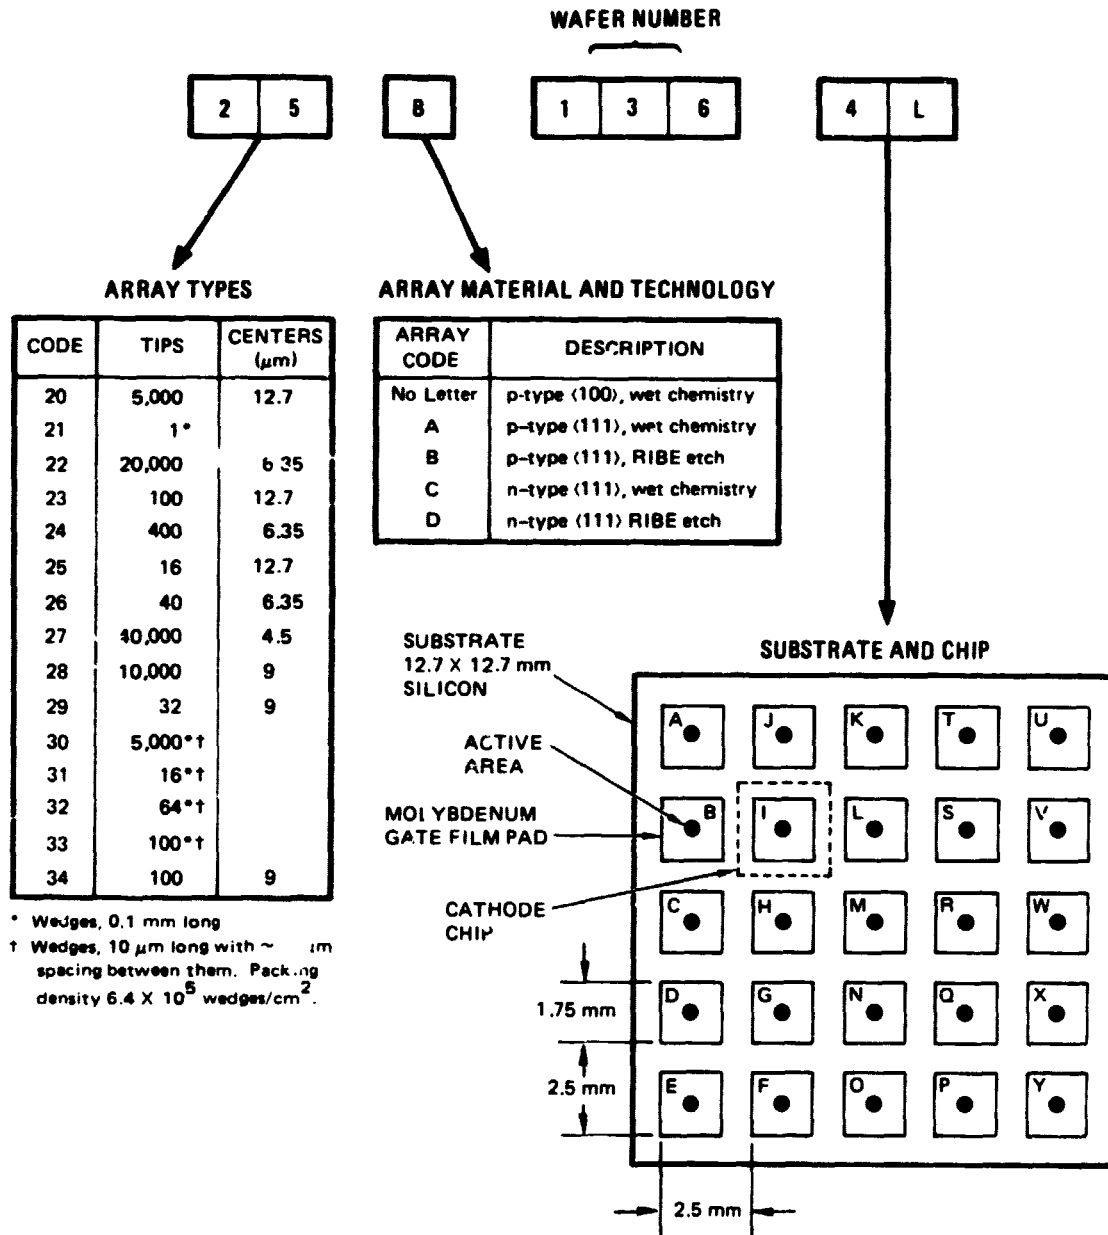 WAFER NUMBER
2 5 B 1 3 6 4 L
ARRAY TYPES
CODE TIPS CENTERS (μm)
20 5,000 12.7
21 1*
22 20,000 6.35
23 100 12.7
24 400 6.35
25 16 12.7
26 40 6.35
27 40,000 4.5
28 10,000 9
29 32 9
30 5,000*†
31 16*†
32 64*†
33 100*†
34 100 9
* Wedges, 0.1 mm long
† Wedges, 10 μm long with ~
spacing between them. Packing
density 6.4 X 10⁵ wedges/cm².
ARRAY MATERIAL AND TECHNOLOGY
ARRAY CODE DESCRIPTION
No Letter p-type ⟨100⟩, wet chemistry
A p-type ⟨111⟩, wet chemistry
B p-type ⟨111⟩, RIBE etch
C n-type ⟨111⟩, wet chemistry
D n-type ⟨111⟩ RIBE etch
SUBSTRATE AND CHIP
SUBSTRATE
12.7 X 12.7 mm
SILICON
ACTIVE
AREA
MOLYBDENUM
GATE FILM PAD
CATHODE
CHIP
A J K T U
B I L S V
C H M R W
D G N Q X
E F O P Y
1.75 mm
2.5 mm
2.5 mm